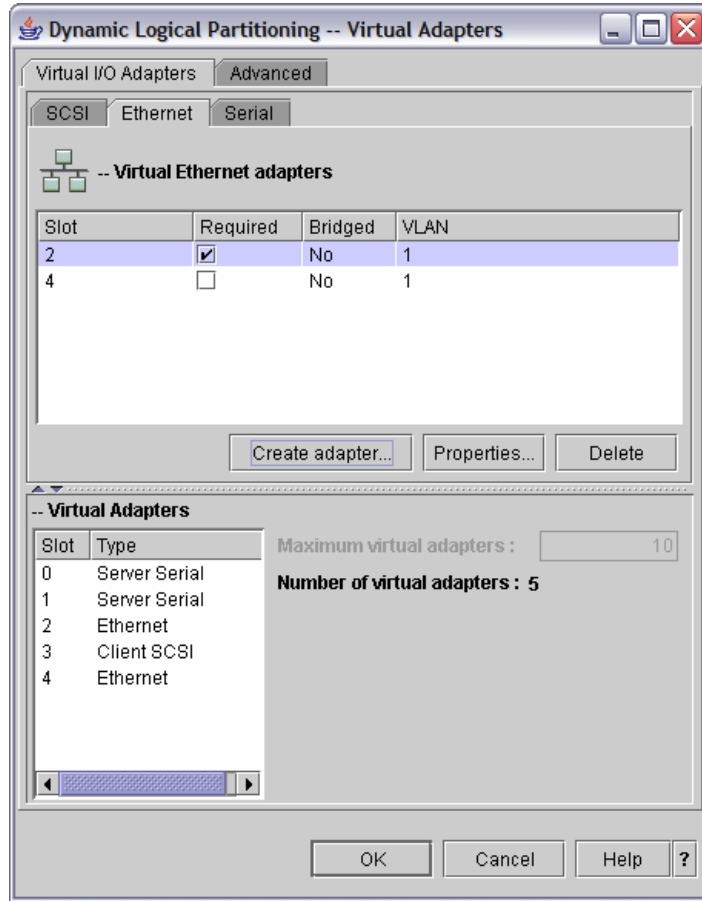 Dynamic Logical Partitioning -- Virtual Adapters
Virtual I/O Adapters Advanced
SCSI Ethernet Serial
-- Virtual Ethernet adapters
Slot Required Bridged VLAN
2 No 1
4 No 1
Create adapter... Properties... Delete
-- Virtual Adapters
Slot Type
0 Server Serial
1 Server Serial
2 Ethernet
3 Client SCSI
4 Ethernet
Maximum virtual adapters : 10
Number of virtual adapters : 5
OK Cancel Help ?